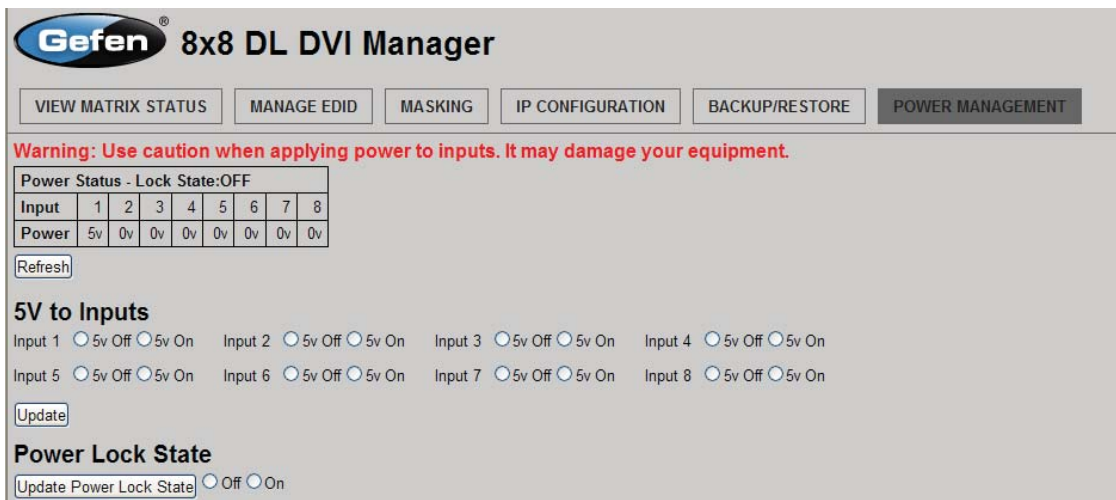 Gefen® 8x8 DL DVI Manager
VIEW MATRIX STATUS MANAGE EDID MASKING IP CONFIGURATION BACKUP/RESTORE POWER MANAGEMENT
Warning: Use caution when applying power to inputs. It may damage your equipment.
Power Status - Lock State:OFF
Input 1 2 3 4 5 6 7 8
Power 5v 0v 0v 0v 0v 0v 0v 0v
Refresh
5V to Inputs
Input 1 5v Off 5v On Input 2 5v Off 5v On Input 3 5v Off 5v On Input 4 5v Off 5v On
Input 5 5v Off 5v On Input 6 5v Off 5v On Input 7 5v Off 5v On Input 8 5v Off 5v On
Update
Power Lock State
Update Power Lock State Off On